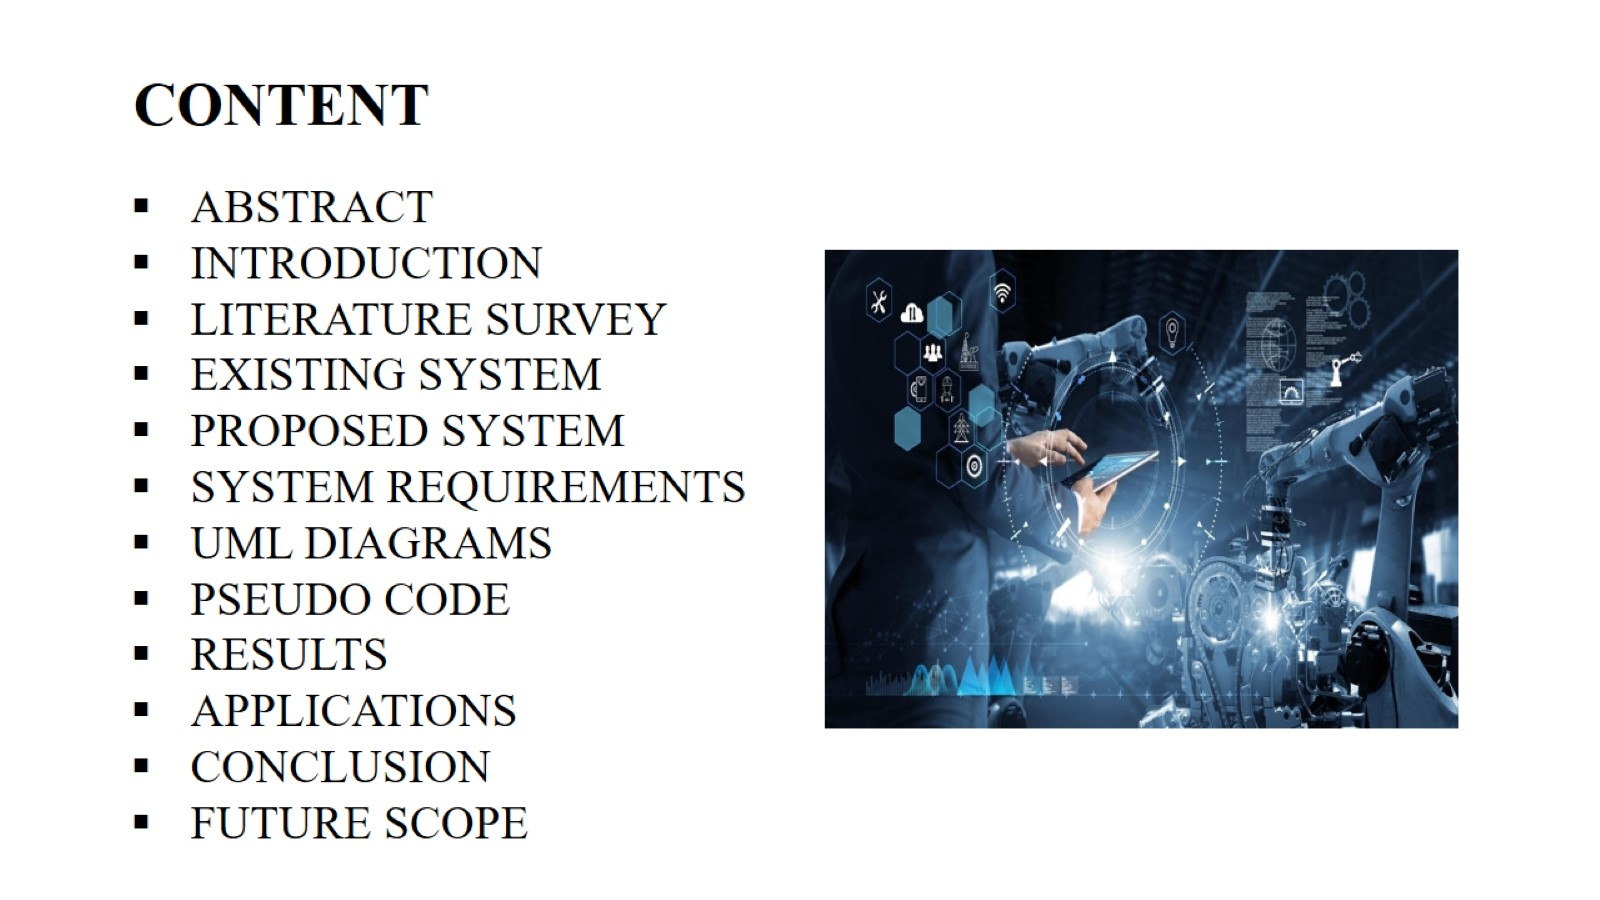 CONTENT
▪ ABSTRACT
▪ INTRODUCTION
▪ LITERATURE SURVEY
▪ EXISTING SYSTEM
▪ PROPOSED SYSTEM
▪ SYSTEM REQUIREMENTS
▪ UML DIAGRAMS
▪ PSEUDO CODE
▪ RESULTS
▪ APPLICATIONS
▪ CONCLUSION
▪ FUTURE SCOPE